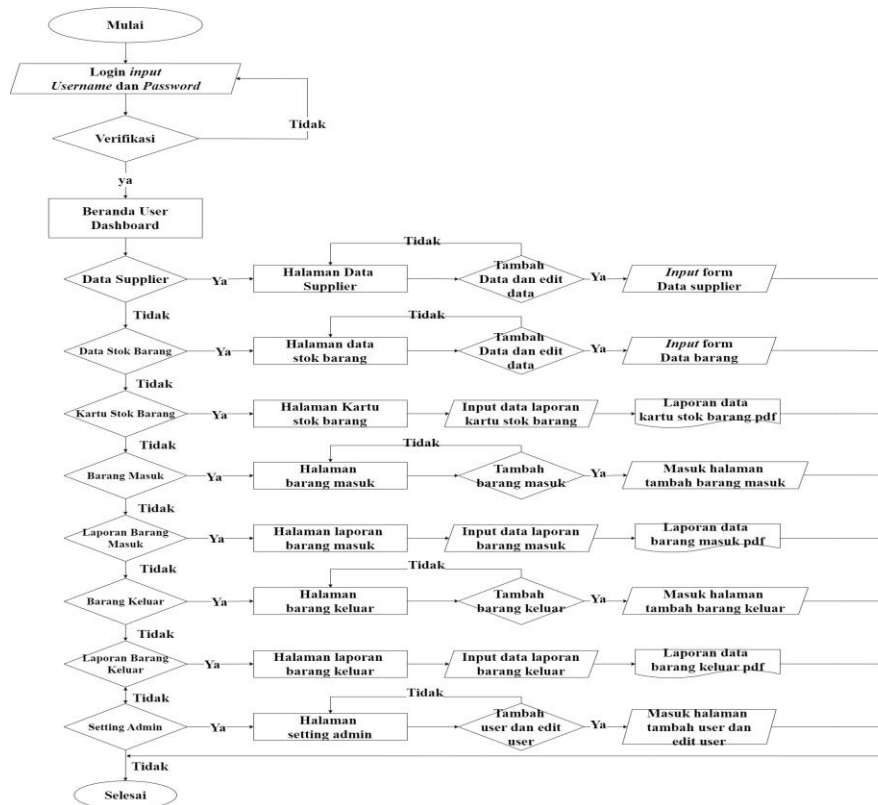 Mulai
Login input
Username dan Password
Tidak
Verifikasi
ya
Beranda User
Dashboard
Tidak
Data Supplier
Ya
Halaman Data
Supplier
Tambah
Data dan edit
data
Ya
Input form
Data supplier
Tidak
Tidak
Data Stok Barang
Ya
Halaman data
stok barang
Tambah
Data dan edit
data
Ya
Input form
Data barang
Tidak
Kartu Stok Barang
Ya
Halaman Kartu
stok barang
Input data laporan
kartu stok barang
Laporan data
kartu stok barang pdf
Tidak
Tidak
Barang Masuk
Ya
Halaman
barang masuk
Tambah
barang masuk
Ya
Masuk halaman
tambah barang masuk
Tidak
Laporan Barang
Masuk
Ya
Halaman laporan
barang masuk
Input data laporan
barang masuk
Laporan data
barang masuk pdf
Tidak
Tidak
Barang Keluar
Ya
Halaman
barang keluar
Tambah
barang keluar
Ya
Masuk halaman
tambah barang keluar
Tidak
Laporan Barang
Keluar
Ya
Halaman laporan
barang keluar
Input data laporan
barang keluar
Laporan data
barang keluar pdf
Tidak
Tidak
Setting Admin
Ya
Halaman
setting admin
Tambah
user dan edit
user
Ya
Masuk halaman
tambah user dan
edit user
Tidak
Selesai